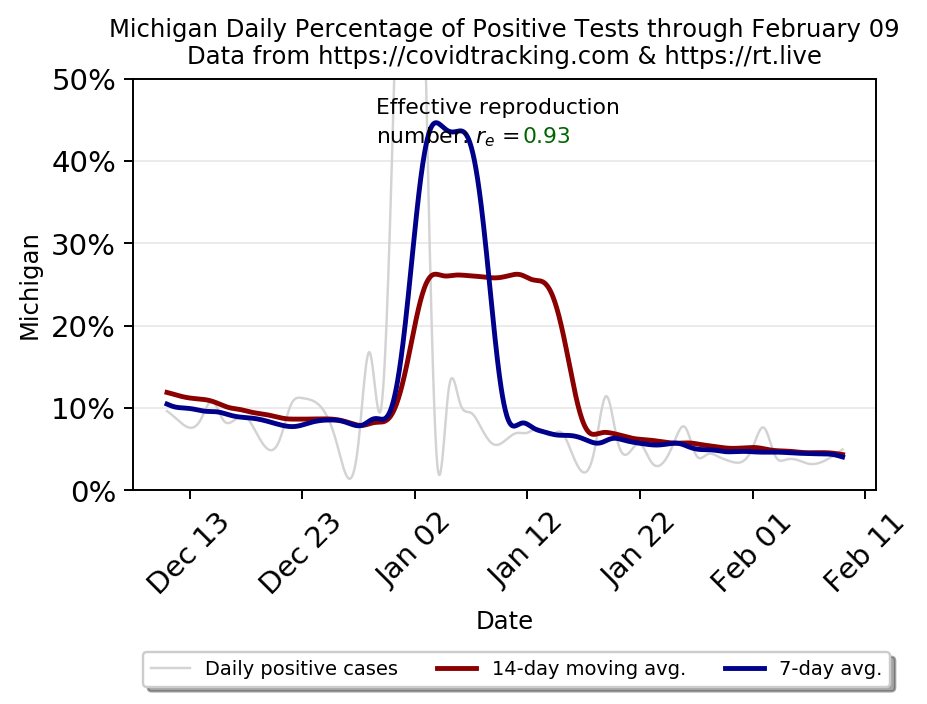 Michigan Daily Percentage of Positive Tests through February 09
Data from https://covidtracking.com & https://rt.live
50%
40%
30%
20%
10%
0%
Michigan
Effective reproduction
number: rₑ = 0.93
Dec 13
Dec 23
Jan 02
Jan 12
Jan 22
Feb 01
Feb 11
Date
Daily positive cases
14-day moving avg.
7-day avg.